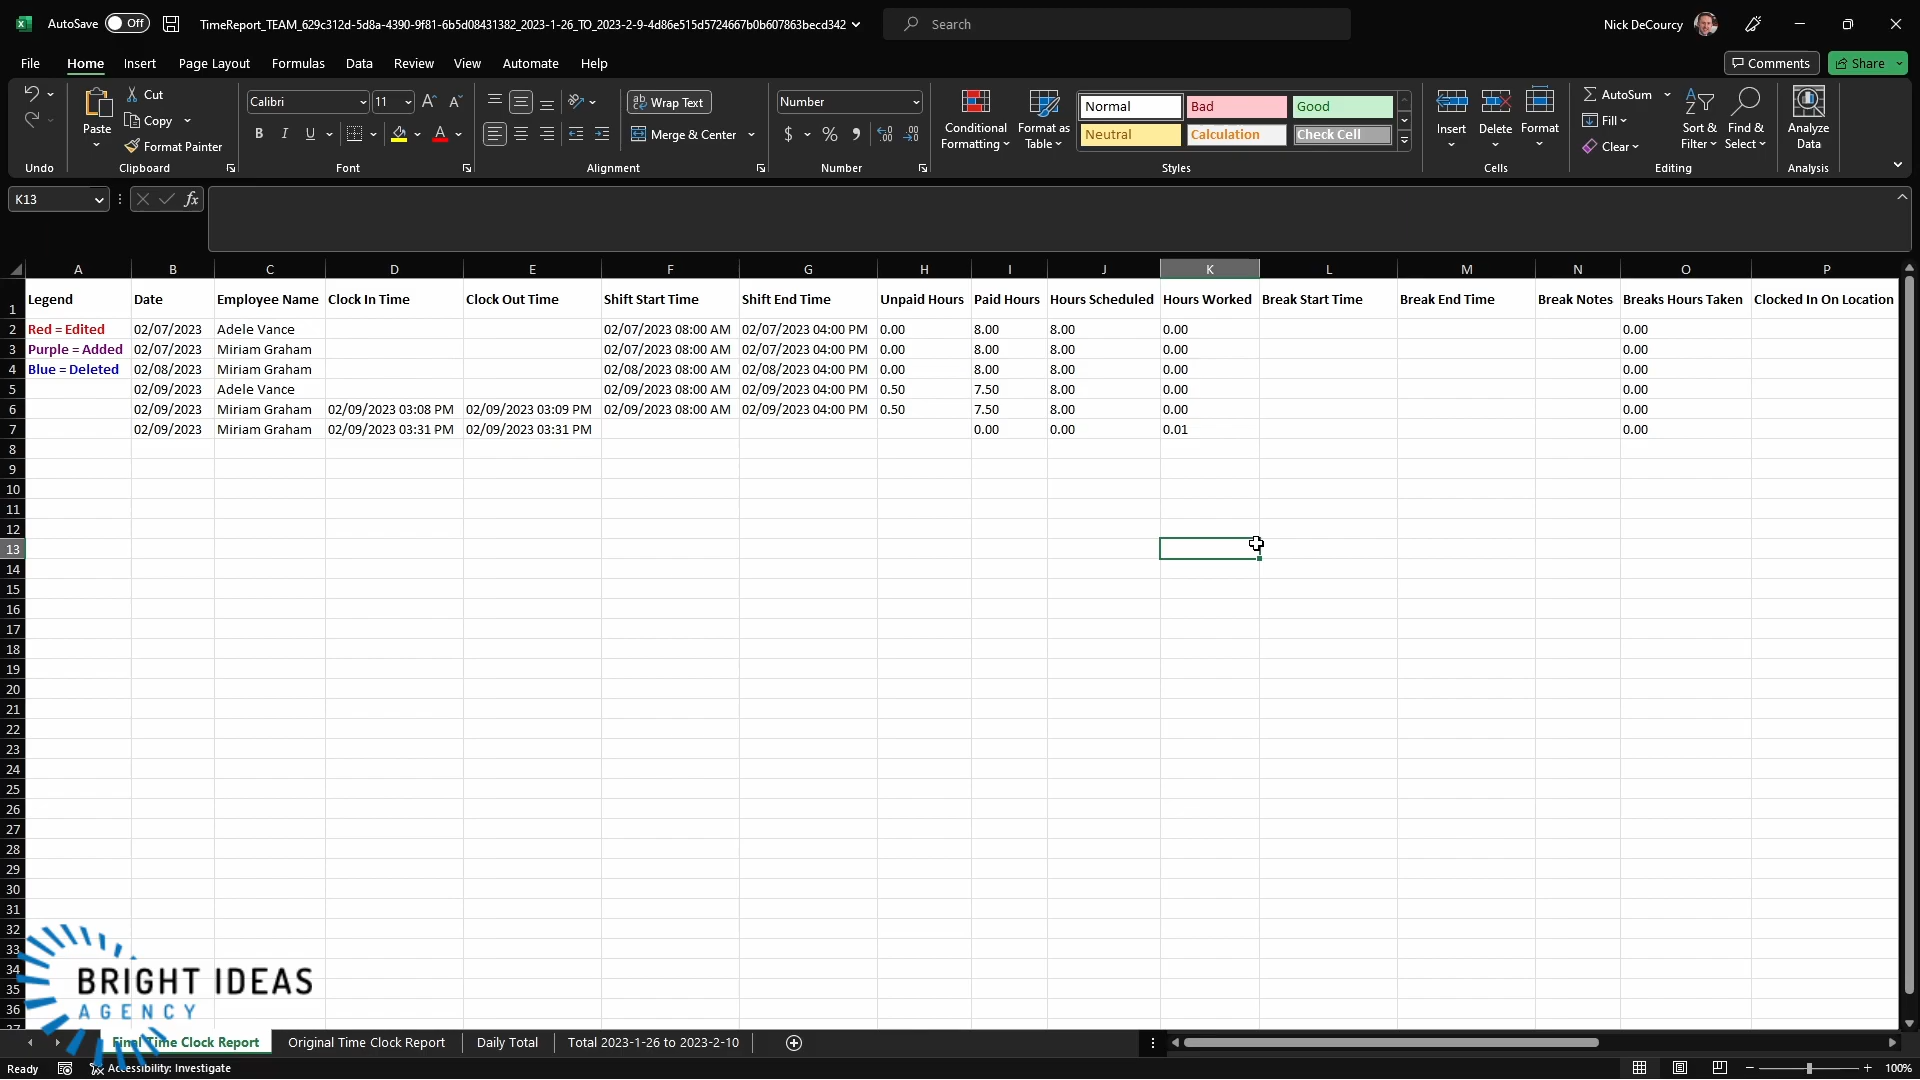 AutoSave Off TimeReport_TEAM_629c312d-5d8a-4390-9f81-6b5d08431382_2023-1-26_TO_2023-2-9-4d86e515d5724667b0b607863becd342 Search Nick DeCourcy
File Home Insert Page Layout Formulas Data Review View Automate Help Comments Share
Cut
Copy
Format Painter
Paste
Calibri 11
B I U A
ab Wrap Text
Merge & Center
Number
$ % ,
Conditional Formatting
Format as Table
Normal Bad Good
Neutral Calculation Check Cell
Insert Delete Format
AutoSum
Fill
Clear
Sort & Filter
Find & Select
Analyze Data
Undo Clipboard Font Alignment Number Styles Cells Editing Analysis
K13 fx
A B C D E F G H I J K L M N O P
1 Legend Date Employee Name Clock In Time Clock Out Time Shift Start Time Shift End Time Unpaid Hours Paid Hours Hours Scheduled Hours Worked Break Start Time Break End Time Break Notes Breaks Hours Taken Clocked In On Location
2 Red = Edited 02/07/2023 Adele Vance 02/07/2023 08:00 AM 02/07/2023 04:00 PM 0.00 8.00 8.00 0.00 0.00
3 Purple = Added 02/07/2023 Miriam Graham 02/07/2023 08:00 AM 02/07/2023 04:00 PM 0.00 8.00 8.00 0.00 0.00
4 Blue = Deleted 02/08/2023 Miriam Graham 02/08/2023 08:00 AM 02/08/2023 04:00 PM 0.00 8.00 8.00 0.00 0.00
5 02/09/2023 Adele Vance 02/09/2023 08:00 AM 02/09/2023 04:00 PM 0.50 7.50 8.00 0.00 0.00
6 02/09/2023 Miriam Graham 02/09/2023 03:08 PM 02/09/2023 03:09 PM 02/09/2023 08:00 AM 02/09/2023 04:00 PM 0.50 7.50 8.00 0.00 0.00
7 02/09/2023 Miriam Graham 02/09/2023 03:31 PM 02/09/2023 03:31 PM 0.00 0.00 0.01 0.00
8
9
10
11
12
13
14
15
16
17
18
19
20
21
22
23
24
25
26
27
28
29
30
31
32
33
34
35
36
37
BRIGHT IDEAS
AGENCY
Final Time Clock Report Original Time Clock Report Daily Total Total 2023-1-26 to 2023-2-10
Ready Accessibility: Investigate 100%